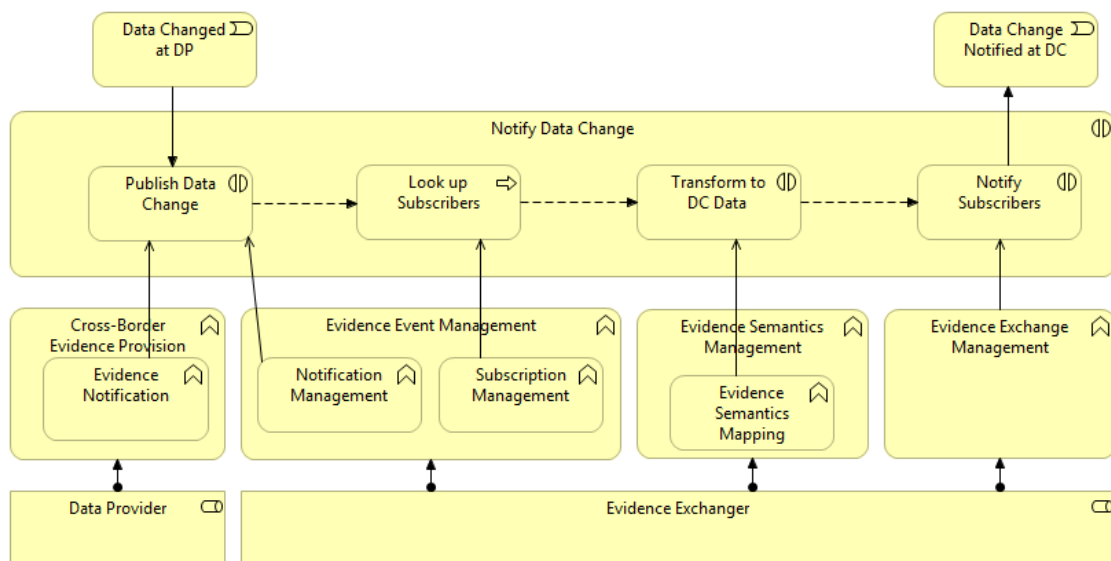 Data Changed
at DP
Data Change
Notified at DC
Notify Data Change
Publish Data
Change
Look up
Subscribers
Transform to
DC Data
Notify
Subscribers
Cross-Border
Evidence Provision
Evidence
Notification
Evidence Event Management
Notification
Management
Subscription
Management
Evidence Semantics
Management
Evidence
Semantics
Mapping
Evidence Exchange
Management
Data Provider
Evidence Exchanger